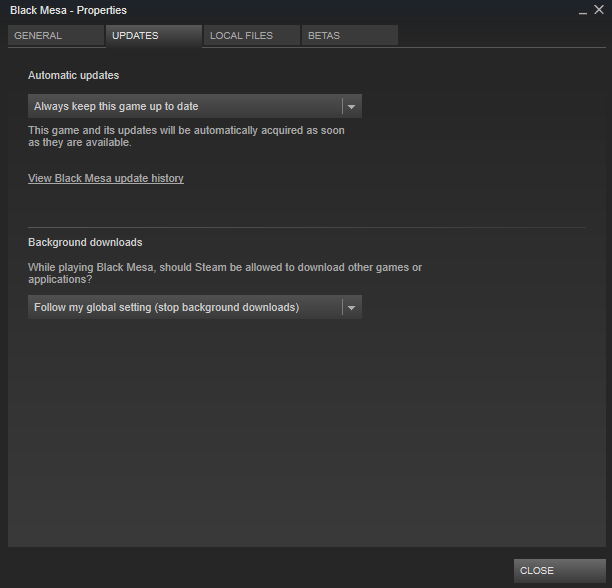 Black Mesa - Properties
GENERAL UPDATES LOCAL FILES BETAS
Automatic updates
Always keep this game up to date
This game and its updates will be automatically acquired as soon
as they are available.
View Black Mesa update history
Background downloads
While playing Black Mesa, should Steam be allowed to download other games or
applications?
Follow my global setting (stop background downloads)
CLOSE